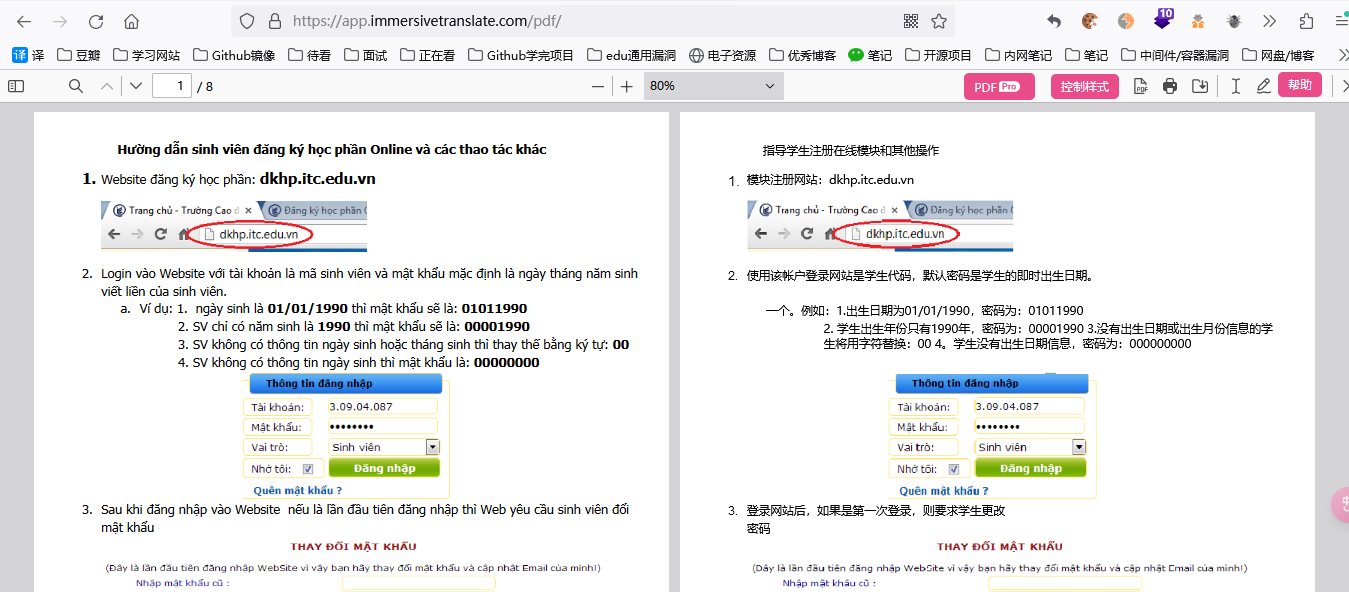 https://app.immersivetranslate.com/pdf/
10
译 豆瓣 学习网站 Github镜像 待看 面试 正在看 Github学完项目 edu通用漏洞 电子资源 优秀博客 笔记 开源项目 内网笔记 笔记 中间件/容器漏洞 网盘/博客
1 / 8 80% PDF Pro 控制样式 PDF 帮助
Hường dẫn sinh viên đăng ký học phần Online và các thao tác khác
1. Website đăng ký học phần: dkhp.itc.edu.vn
Trang chủ - Trường Cao đ × Đăng ký học phần
dkhp.itc.edu.vn
2. Login vào Website với tài khoản là mã sinh viên và mật khẩu mặc định là ngày tháng năm sinh
viết liền của sinh viên.
a. Ví dụ: 1. ngày sinh là 01/01/1990 thì mật khẩu sẽ là: 01011990
2. SV chỉ có năm sinh là 1990 thì mật khẩu sẽ là: 00001990
3. SV không có thông tin ngày sinh hoặc tháng sinh thì thay thế bằng ký tự: 00
4. SV không có thông tin ngày sinh thì mật khẩu là: 00000000
Thông tin đăng nhập
Tài khoản: 3.09.04.087
Mật khẩu: ••••••••
Vai trò: Sinh viên
Nhớ tôi: Đăng nhập
Quên mật khẩu ?
3. Sau khi đăng nhập vào Website nếu là lần đầu tiên đăng nhập thì Web yêu cầu sinh viên đổi
mật khẩu
THAY ĐỔI MẬT KHẨU
(Đây là lần đầu tiên đăng nhập WebSite vì vậy bạn hãy thay đổi mật khẩu và cập nhật Email của mình!)
Nhập mật khẩu cũ :
指导学生注册在线模块和其他操作
1. 模块注册网站：dkhp.itc.edu.vn
Trang chủ - Trường Cao đ × Đăng ký học phần
dkhp.itc.edu.vn
2. 使用该帐户登录网站是学生代码，默认密码是学生的即时出生日期。
一个。例如：1.出生日期为01/01/1990，密码为：01011990
2. 学生出生年份只有1990年，密码为：00001990 3.没有出生日期或出生月份信息的学
生将用字符替换：00 4。学生没有出生日期信息，密码为：000000000
Thông tin đăng nhập
Tài khoản: 3.09.04.087
Mật khẩu: ••••••••
Vai trò: Sinh viên
Nhớ tôi: Đăng nhập
Quên mật khẩu ?
3. 登录网站后，如果是第一次登录，则要求学生更改
密码
THAY ĐỔI MẬT KHẨU
(Đây là lần đầu tiên đăng nhập WebSite vì vậy bạn hãy thay đổi mật khẩu và cập nhật Email của mình!)
Nhập mật khẩu cũ :